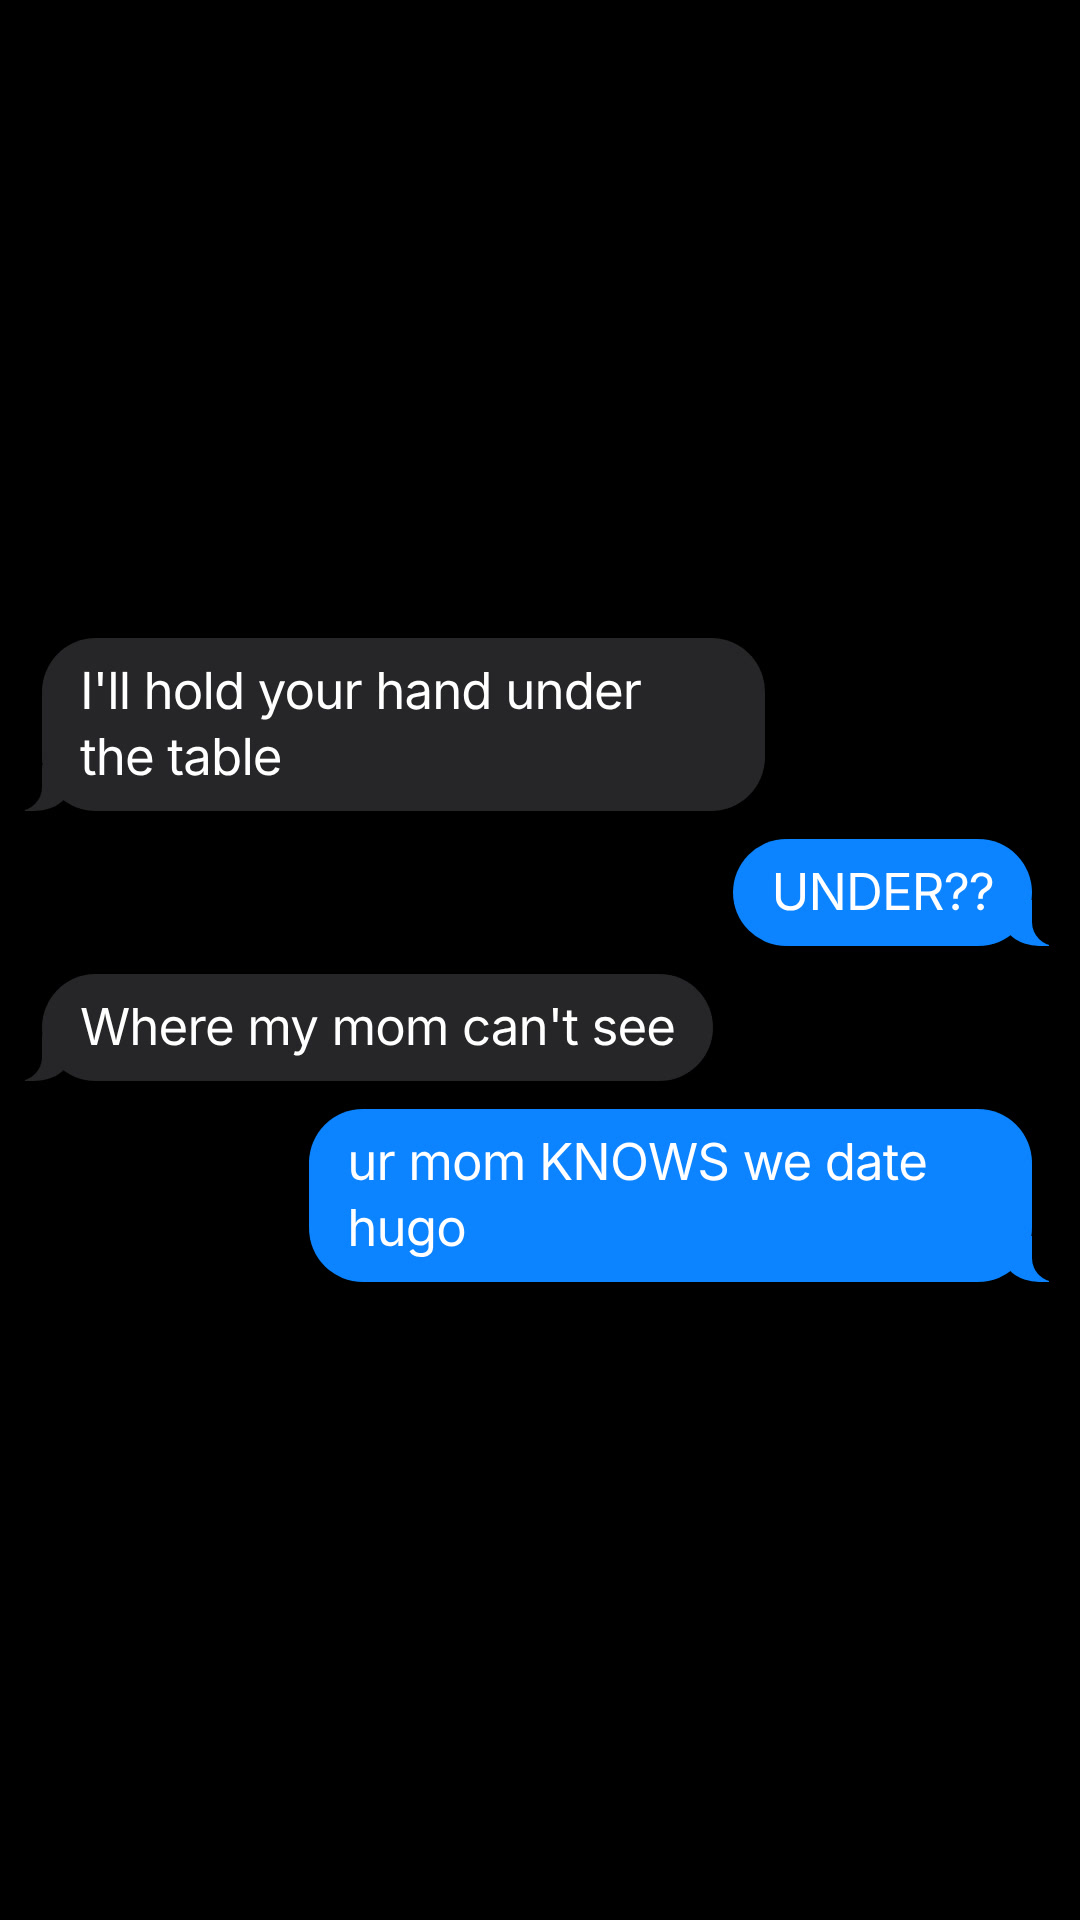 I'll hold your hand under
the table
UNDER??
Where my mom can't see
ur mom KNOWS we date
hugo